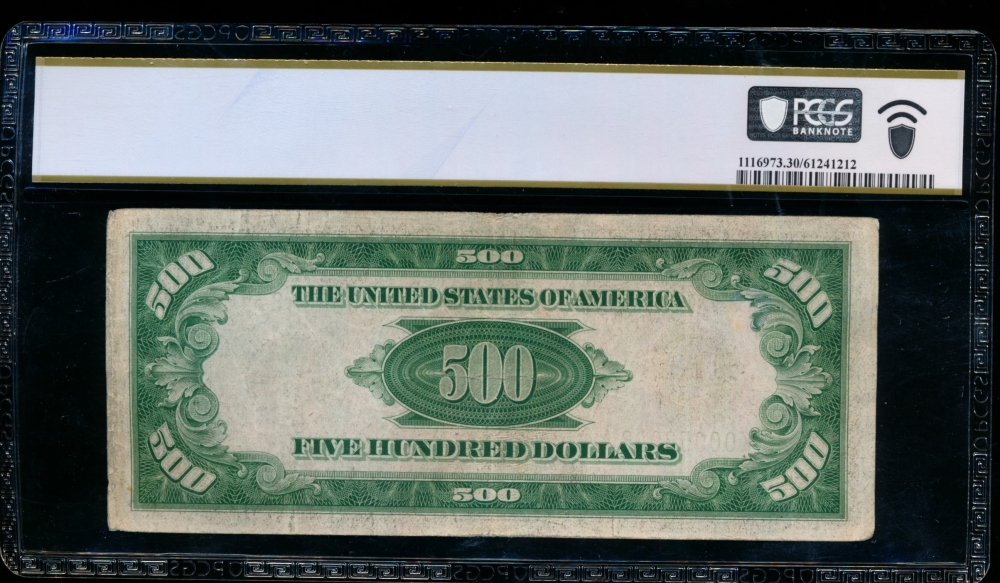 PCGS
BANKNOTE
1116973.30/61241212
500 500 500
THE UNITED STATES OF AMERICA
500
FIVE HUNDRED DOLLARS
500 500 500